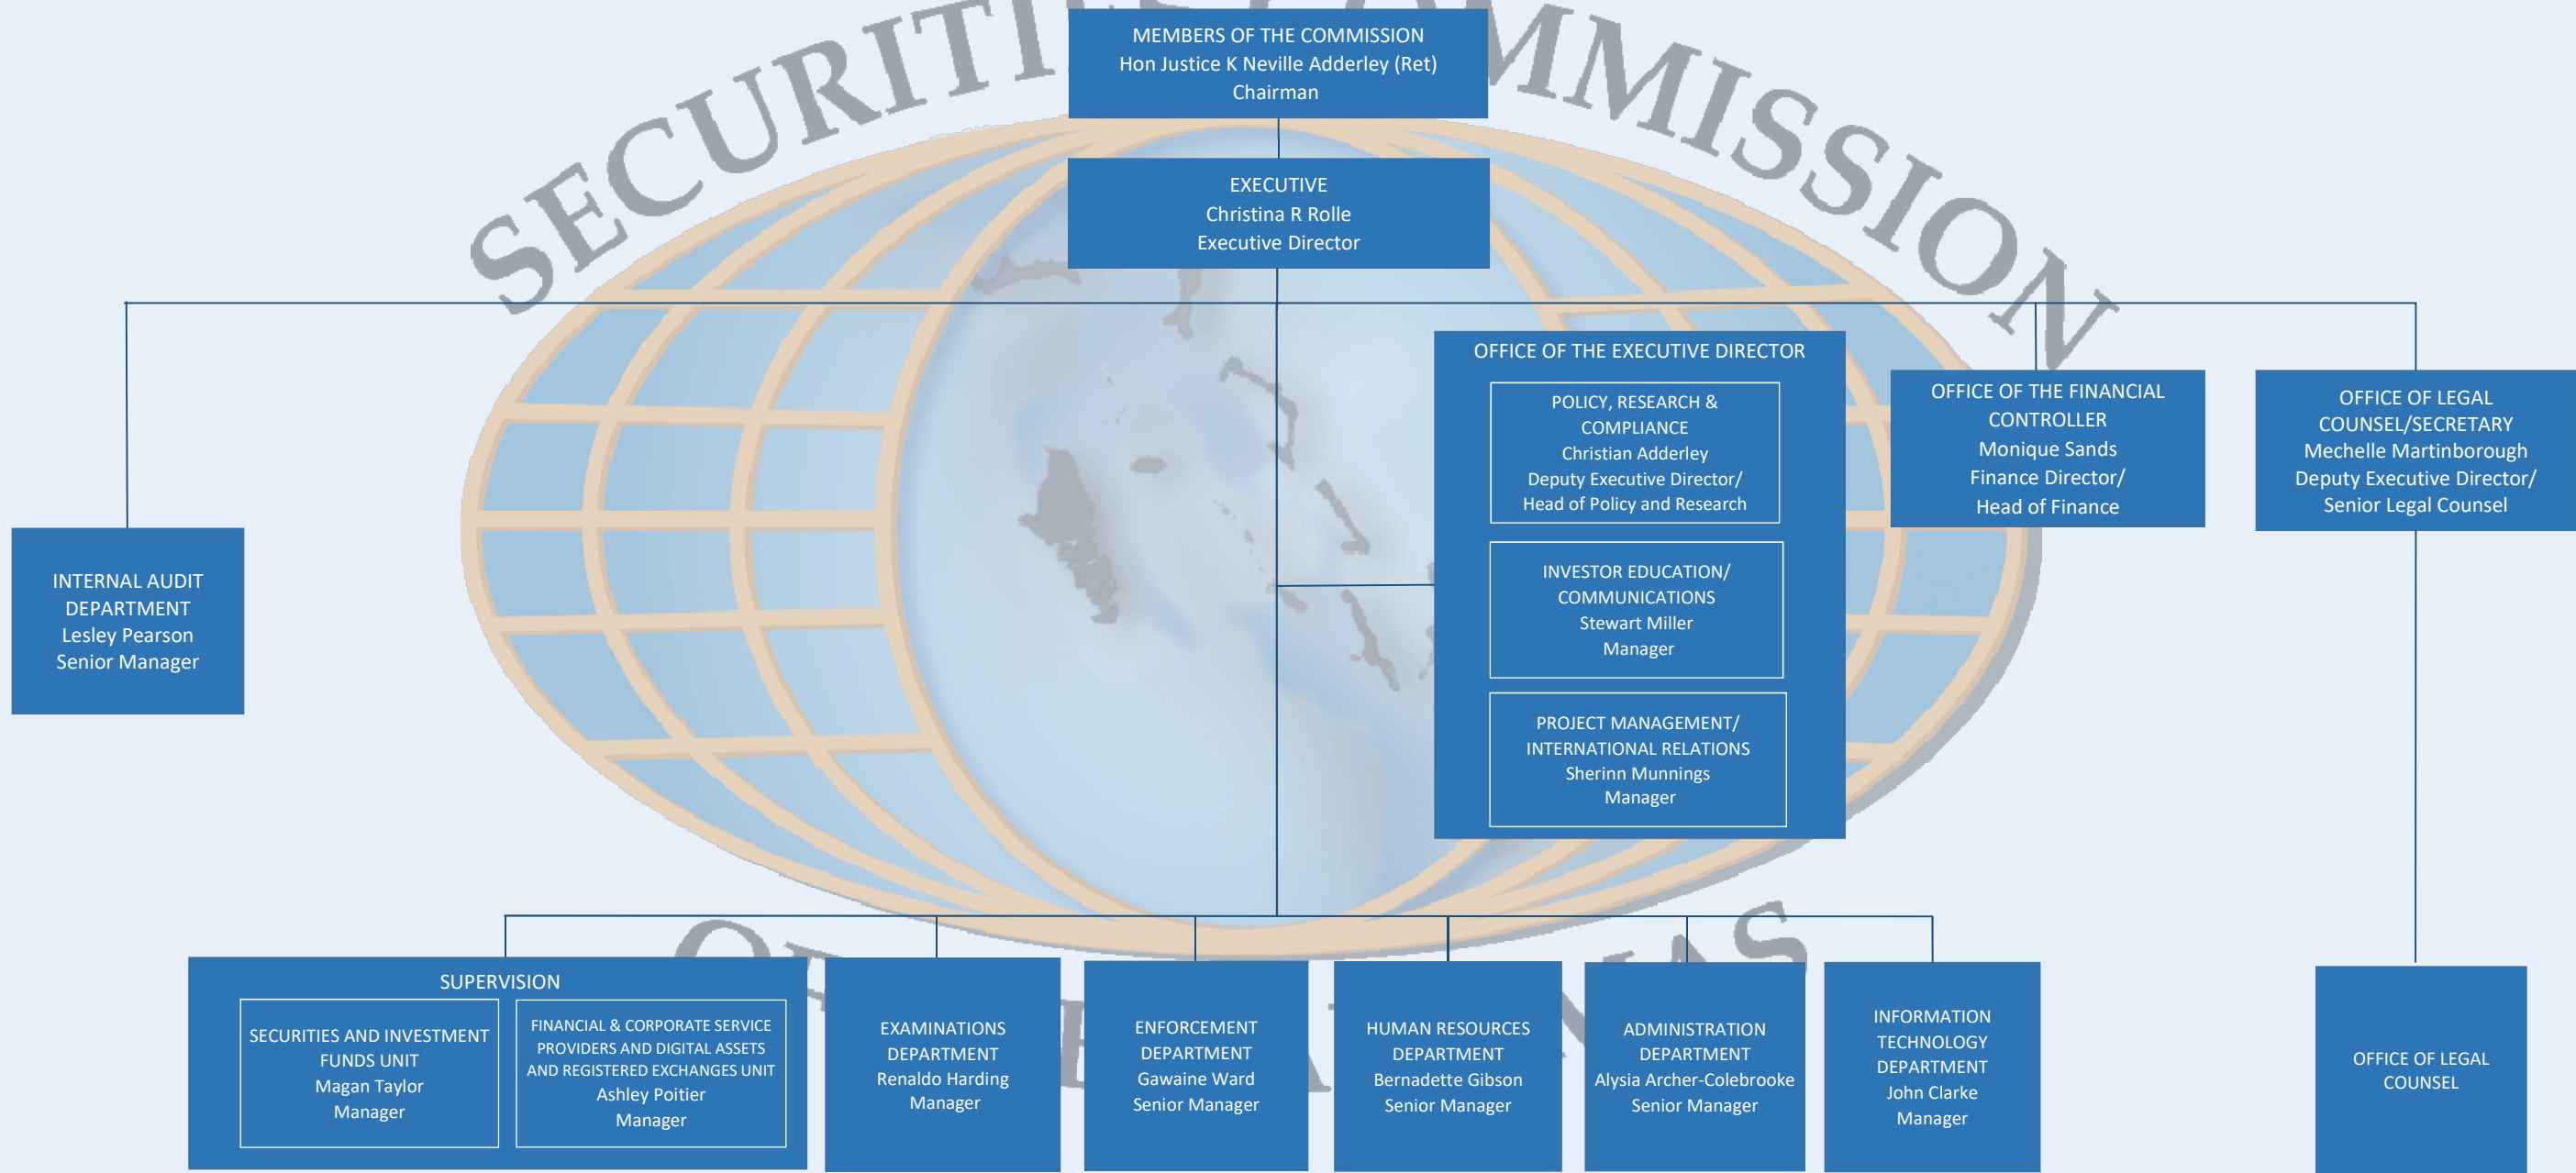 SECURITIES COMMISSION
MEMBERS OF THE COMMISSION
Hon Justice K Neville Adderley (Ret)
Chairman
EXECUTIVE
Christina R Rolle
Executive Director
OFFICE OF THE EXECUTIVE DIRECTOR
POLICY, RESEARCH &
COMPLIANCE
Christian Adderley
Deputy Executive Director/
Head of Policy and Research
INVESTOR EDUCATION/
COMMUNICATIONS
Stewart Miller
Manager
PROJECT MANAGEMENT/
INTERNATIONAL RELATIONS
Sherinn Munnings
Manager
OFFICE OF THE FINANCIAL
CONTROLLER
Monique Sands
Finance Director/
Head of Finance
OFFICE OF LEGAL
COUNSEL/SECRETARY
Mechelle Martinborough
Deputy Executive Director/
Senior Legal Counsel
INTERNAL AUDIT
DEPARTMENT
Lesley Pearson
Senior Manager
SUPERVISION
SECURITIES AND INVESTMENT
FUNDS UNIT
Magan Taylor
Manager
FINANCIAL & CORPORATE SERVICE
PROVIDERS AND DIGITAL ASSETS
AND REGISTERED EXCHANGES UNIT
Ashley Poitier
Manager
EXAMINATIONS
DEPARTMENT
Renaldo Harding
Manager
ENFORCEMENT
DEPARTMENT
Gawaine Ward
Senior Manager
HUMAN RESOURCES
DEPARTMENT
Bernadette Gibson
Senior Manager
ADMINISTRATION
DEPARTMENT
Alysia Archer-Colebrooke
Senior Manager
INFORMATION
TECHNOLOGY
DEPARTMENT
John Clarke
Manager
OFFICE OF LEGAL
COUNSEL